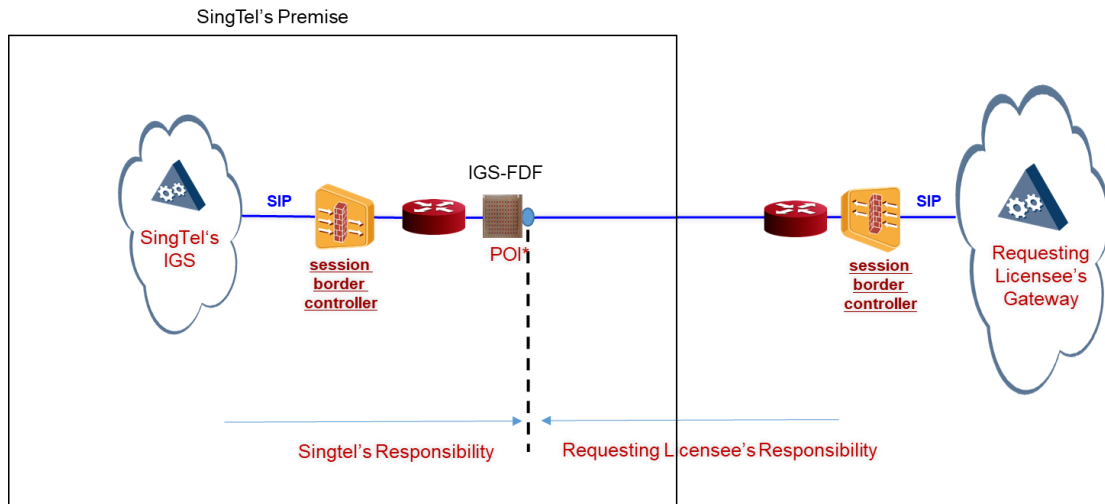 SingTel's Premise
IGS-FDF
SIP
SIP
SingTel‘s
IGS
POI*
session
border
controller
session
border
controller
Requesting
Licensee's
Gateway
Singtel's Responsibility
Requesting Licensee's Responsibility